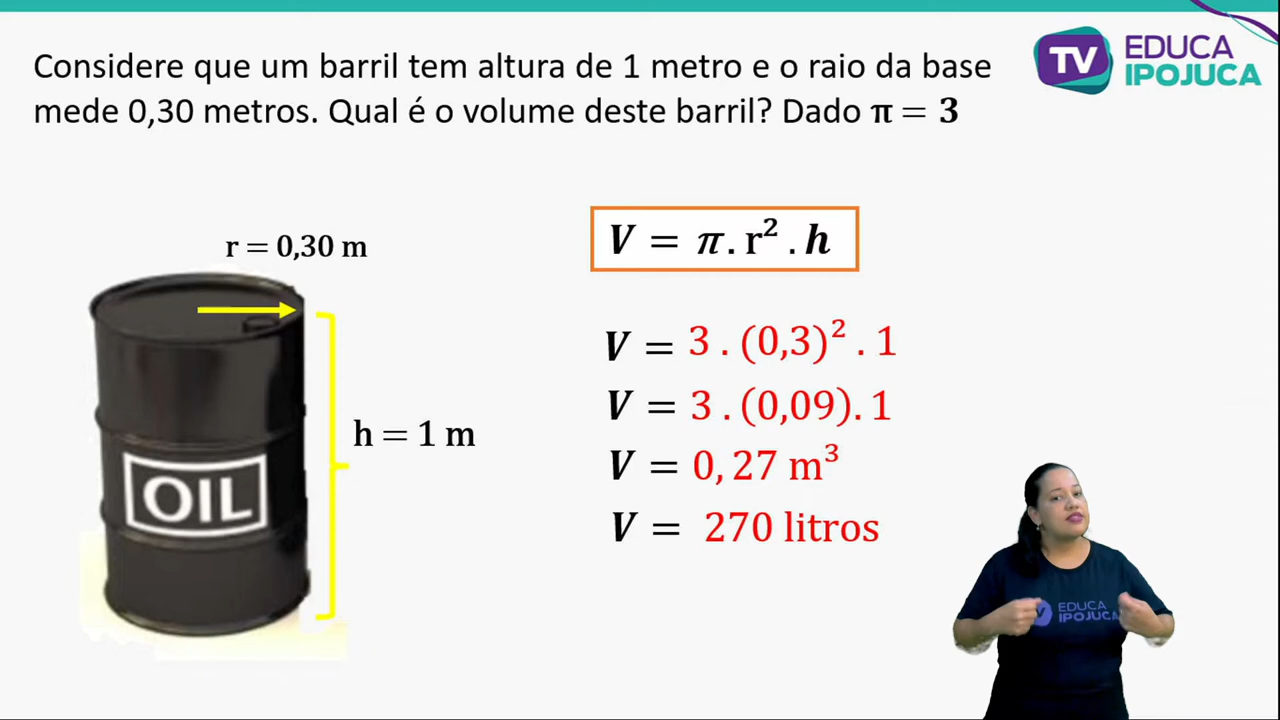 Considere que um barril tem altura de 1 metro e o raio da base
mede 0,30 metros. Qual é o volume deste barril? Dado π = 3
TV EDUCA
IPOJUCA
r = 0,30 m
V = π . r² . h
V = 3 . (0,3)² . 1
V = 3 . (0,09). 1
h = 1 m
V = 0, 27 m³
OIL
V = 270 litros
EDUCA
IPOJUCA